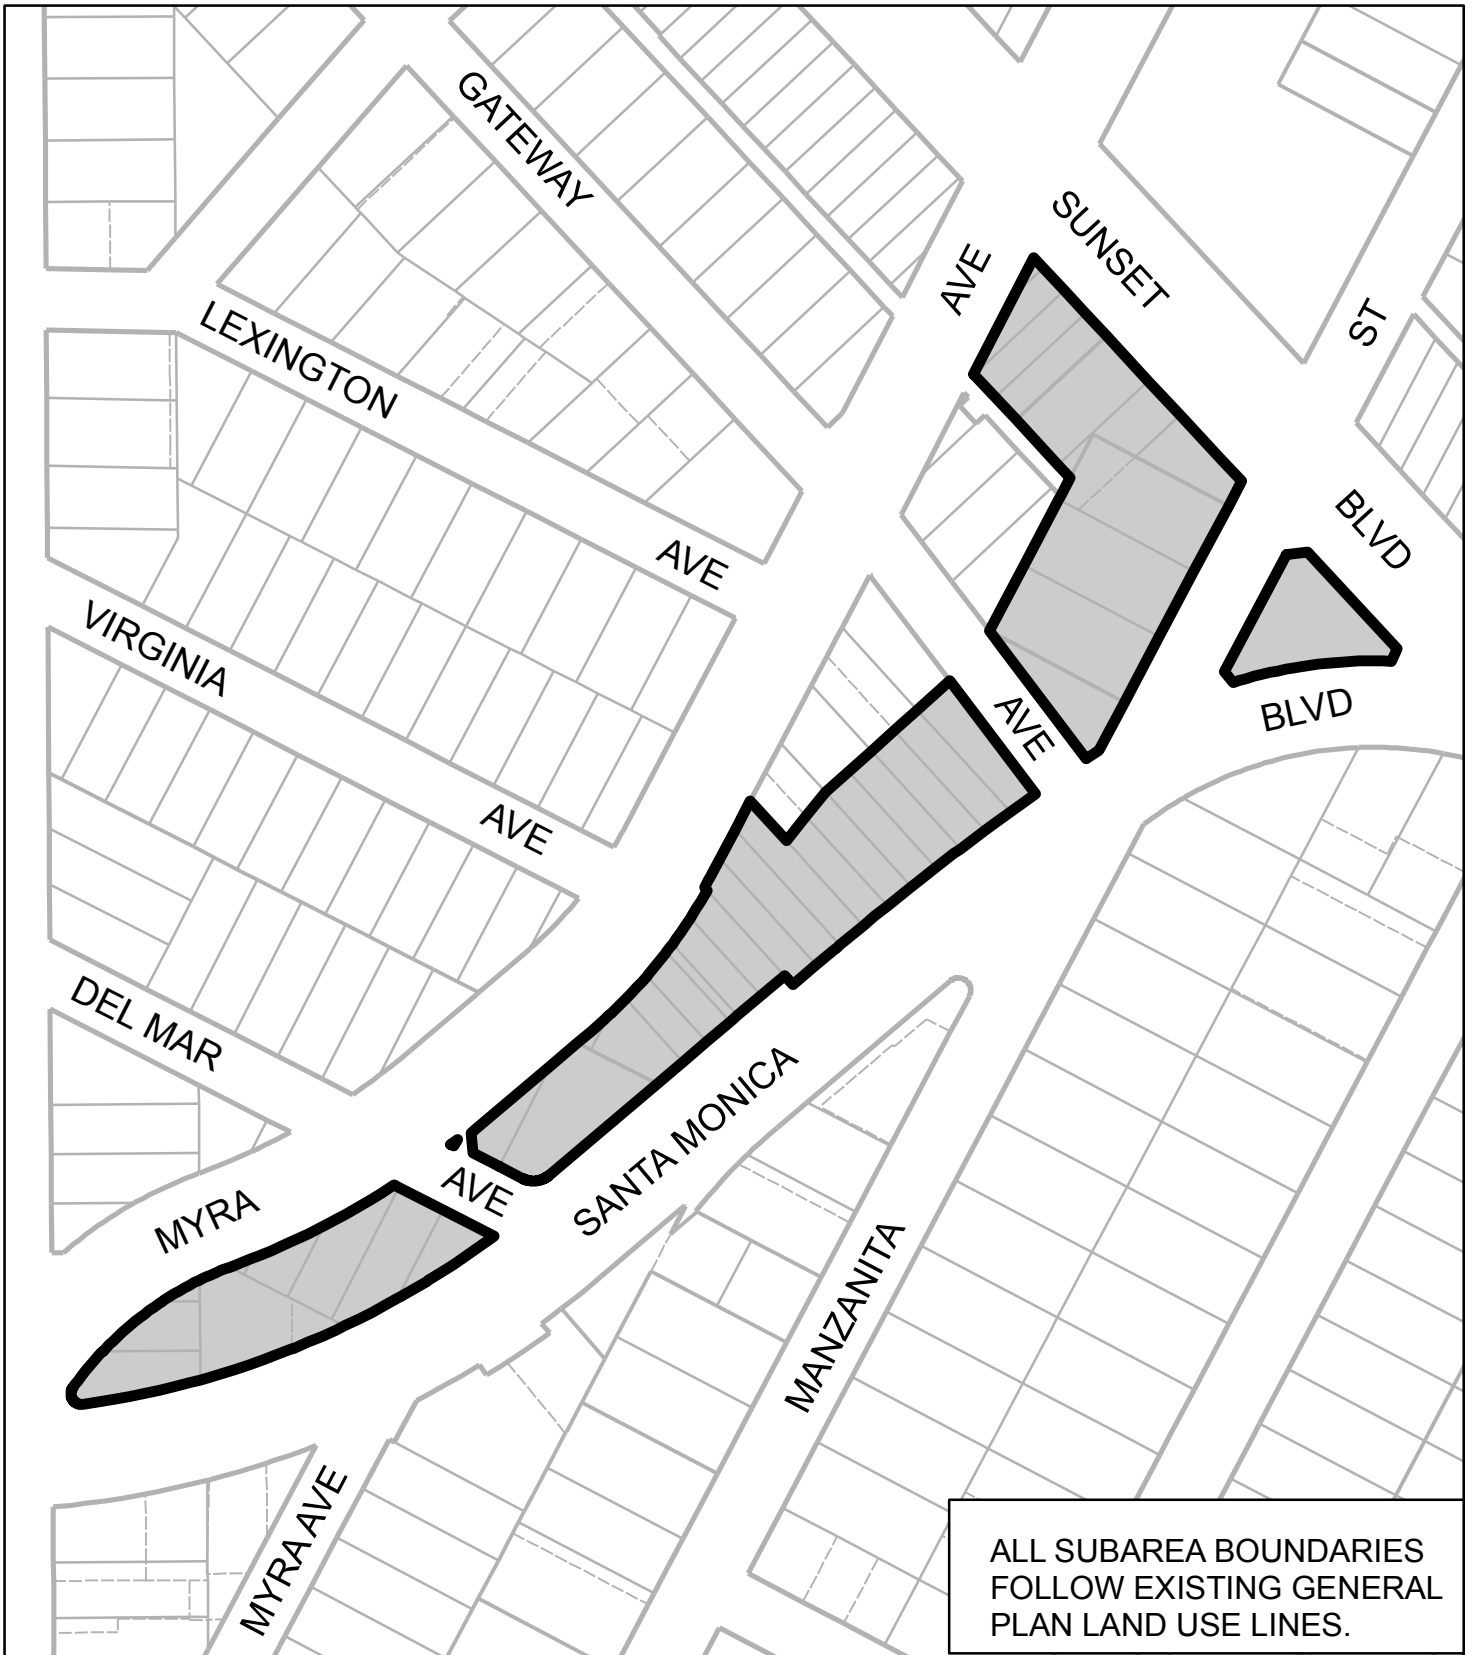 GATEWAY
SUNSET
AVE
ST
LEXINGTON
BLVD
AVE
VIRGINIA
AVE
BLVD
AVE
DEL MAR
SANTA MONICA
AVE
MYRA
MANZANITA
MYRA AVE
ALL SUBAREA BOUNDARIES
FOLLOW EXISTING GENERAL
PLAN LAND USE LINES.